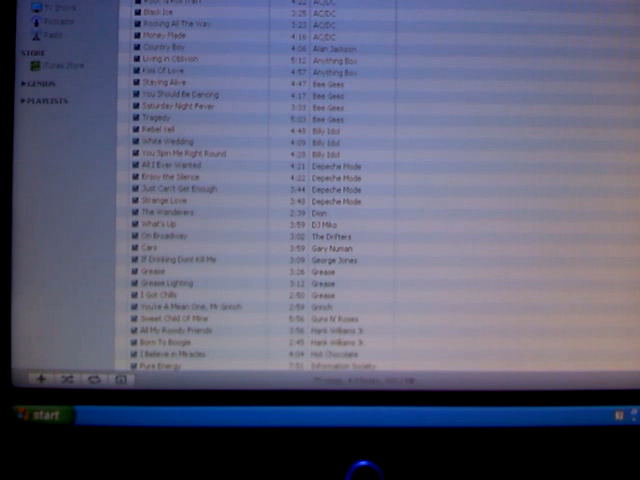 TV Shows
Podcasts
Radio
STORE
iTunes Store
GENIUS
PLAYLISTS
4:22 AC/DC
Black Ice 3:25 AC/DC
Rocking All The Way 3:23 AC/DC
Money Made 4:16 AC/DC
Country Boy 4:06 Alan Jackson
Living in Oblivion 5:12 Anything Box
Kiss Of Love 4:57 Anything Box
Staying Alive 4:47 Bee Gees
You Should Be Dancing 4:17 Bee Gees
Saturday Night Fever 3:33 Bee Gees
Tragedy 5:03 Bee Gees
Rebel Yell 4:48 Billy Idol
White Wedding 4:09 Billy Idol
You Spin Me Right Round 4:28 Billy Idol
All I Ever Wanted 4:21 Depeche Mode
Enjoy the Silence 4:22 Depeche Mode
Just Can't Get Enough 3:44 Depeche Mode
Strange Love 3:48 Depeche Mode
The Wanderers 2:39 Dion
What's Up 3:59 DJ Miko
On Broadway 3:02 The Drifters
Cars 3:59 Gary Numan
If Drinking Dont Kill Me 3:09 George Jones
Grease 3:26 Grease
Grease Lighting 3:12 Grease
I Got Chills 2:50 Grease
You're A Mean One, Mr Grinch 2:59 Grinch
Sweet Child Of Mine 5:56 Guns N' Roses
All My Rowdy Friends 3:56 Hank Williams Jr.
Born To Boogie 2:45 Hank Williams Jr.
I Believe in Miracles 4:04 Hot Chocolate
Pure Energy 7:51 Information Society
start